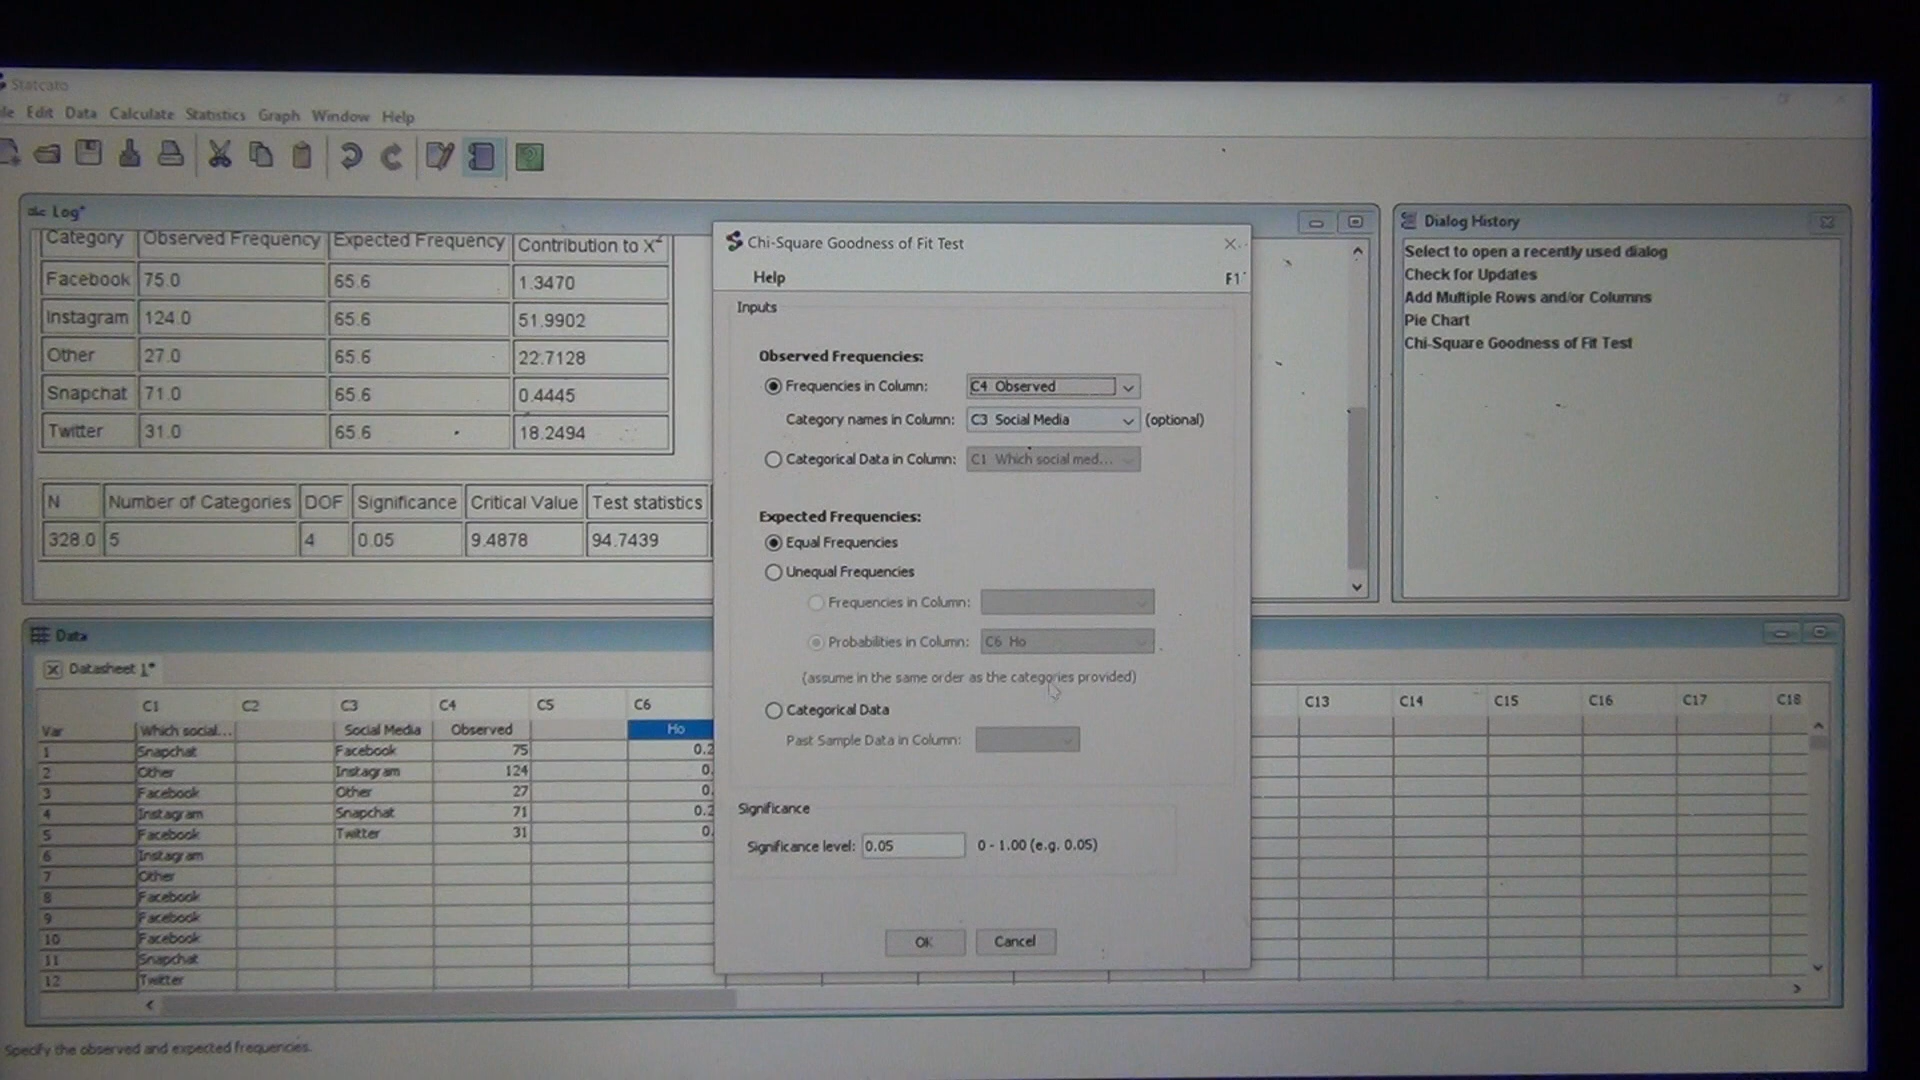 Statcato
Edit Data Calculate Statistics Graph Window Help
Log*
Category Observed Frequency Expected Frequency Contribution to X²
Facebook 75.0 65.6 1.3470
Instagram 124.0 65.6 51.9902
Other 27.0 65.6 22.7128
Snapchat 71.0 65.6 0.4445
Twitter 31.0 65.6 18.2494
N Number of Categories DOF Significance Critical Value Test statistics
328.0 5 4 0.05 9.4878 94.7439
Chi-Square Goodness of Fit Test
Help F1
Inputs
Observed Frequencies:
Frequencies in Column: C4 Observed
Category names in Column: C3 Social Media (optional)
Categorical Data in Column: C1 Which social med...
Expected Frequencies:
Equal Frequencies
Unequal Frequencies
Frequencies in Column:
Probabilities in Column: C6 Ho
(assume in the same order as the categories provided)
Categorical Data
Past Sample Data in Column:
Significance
Significance level: 0.05 0 - 1.00 (e.g. 0.05)
OK Cancel
Dialog History
Select to open a recently used dialog
Check for Updates
Add Multiple Rows and/or Columns
Pie Chart
Chi-Square Goodness of Fit Test
Data
Datasheet 1*
C1 C2 C3 C4 C5 C6 C13 C14 C15 C16 C17 C18
Var Which social... Social Media Observed Ho
1 Snapchat Facebook 75 0.2
2 Other Instagram 124 0.
3 Facebook Other 27 0.
4 Instagram Snapchat 71 0.2
5 Facebook Twitter 31 0.
6 Instagram
7 Other
8 Facebook
9 Facebook
10 Facebook
11 Snapchat
12 Twitter
Specify the observed and expected frequencies.